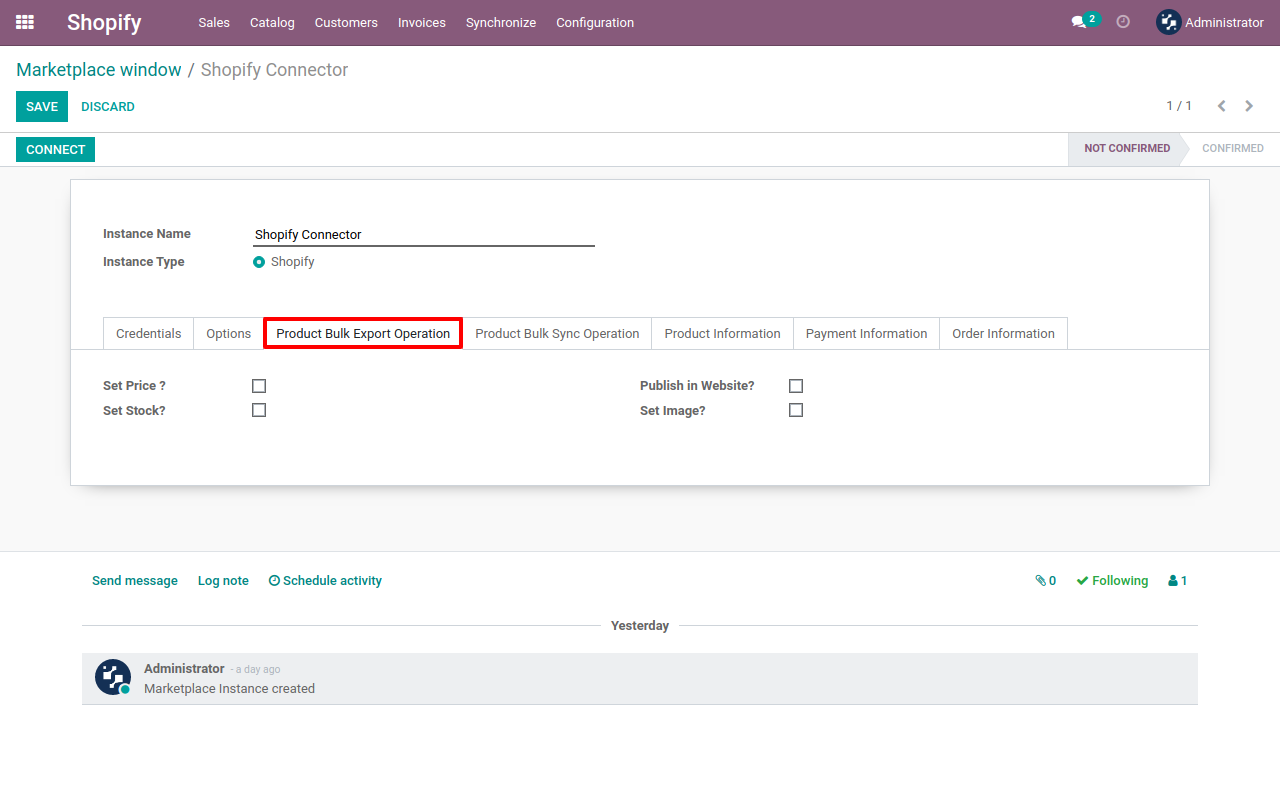 Shopify Sales Catalog Customers Invoices Synchronize Configuration 2 Administrator
Marketplace window / Shopify Connector
SAVE DISCARD 1 / 1
CONNECT NOT CONFIRMED CONFIRMED
Instance Name Shopify Connector
Instance Type Shopify
Credentials Options Product Bulk Export Operation Product Bulk Sync Operation Product Information Payment Information Order Information
Set Price ? Publish in Website?
Set Stock? Set Image?
Send message Log note Schedule activity 0 Following 1
Yesterday
Administrator - a day ago
Marketplace Instance created